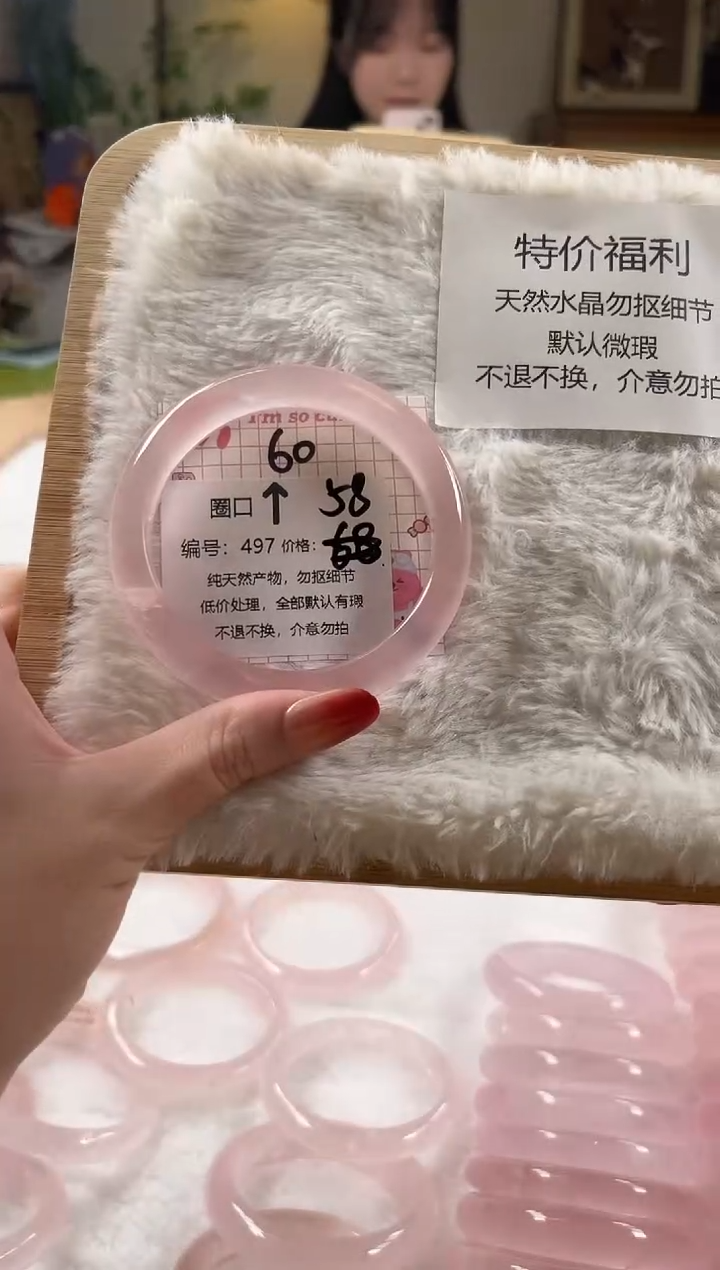 特价福利
天然水晶勿抠细节
默认微瑕
不退不换，介意勿拍
I'm so
60
圈口↑ 58
编号：497 价格：68
纯天然产物，勿抠细节
低价处理，全部默认有瑕
不退不换，介意勿拍